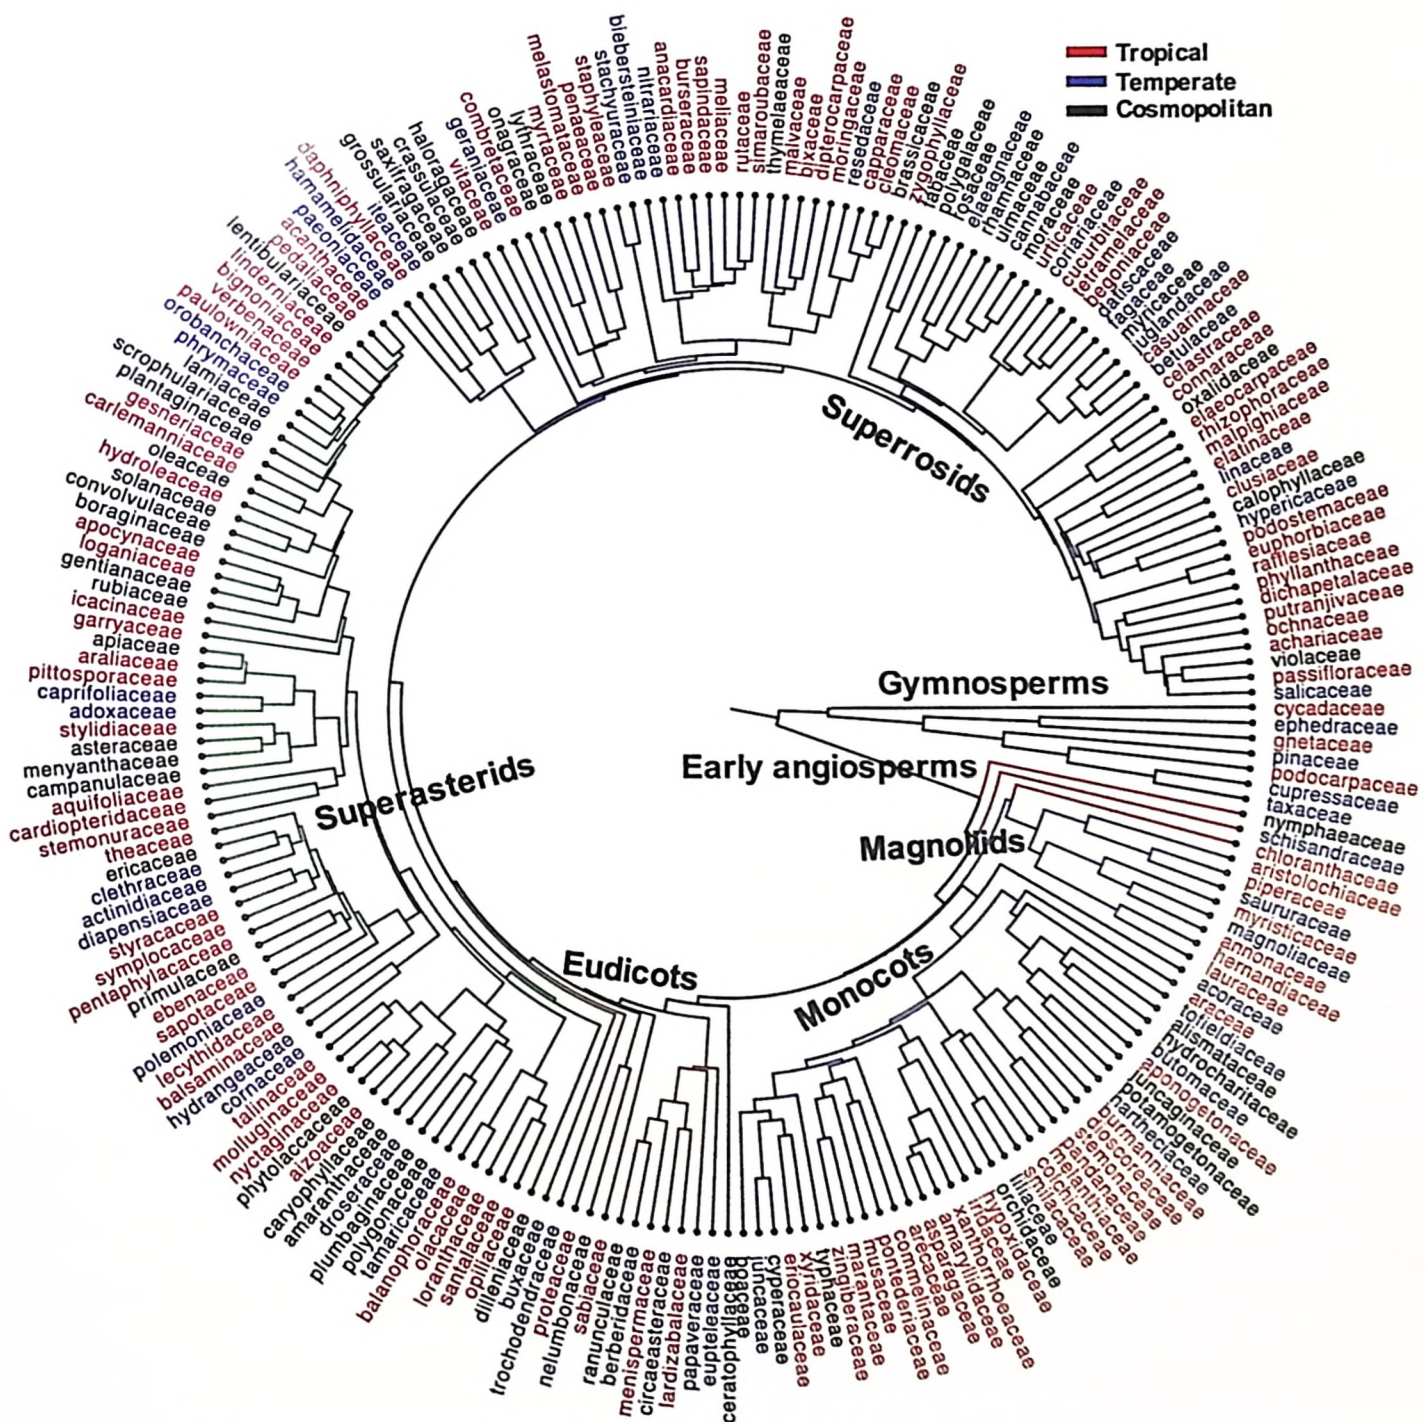 Tropical
Temperate
Cosmopolitan
Superrosids
Gymnosperms
Early angiosperms
Magnoliids
Monocots
Eudicots
Superasterids
rutaceae
simaroubaceae
thymelaeaceae
malvaceae
bixaceae
dipterocarpaceae
moringaceae
resedaceae
capparaceae
cleomaceae
brassicaceae
zygophyllaceae
fabaceae
polygalaceae
rosaceae
elaeagnaceae
rhamnaceae
ulmaceae
cannabaceae
moraceae
urticaceae
coriariaceae
cucurbitaceae
tetramelaceae
begoniaceae
datiscaceae
fagaceae
myricaceae
juglandaceae
casuarinaceae
betulaceae
celastraceae
connaraceae
oxalidaceae
elaeocarpaceae
rhizophoraceae
malpighiaceae
elatinaceae
linaceae
clusiaceae
calophyllaceae
hypericaceae
podostemaceae
euphorbiaceae
rafflesiaceae
phyllanthaceae
dichapetalaceae
putranjivaceae
ochnaceae
achariaceae
violaceae
passifloraceae
salicaceae
cycadaceae
ephedraceae
gnetaceae
pinaceae
podocarpaceae
cupressaceae
taxaceae
nymphaeaceae
schisandraceae
chloranthaceae
aristolochiaceae
piperaceae
saururaceae
myristicaceae
magnoliaceae
annonaceae
hernandiaceae
lauraceae
acoraceae
araceae
tofieldiaceae
alismataceae
hydrocharitaceae
butomaceae
aponogetonaceae
juncaginaceae
potamogetonaceae
nartheciaceae
burmanniaceae
dioscoreaceae
stemonaceae
pandanaceae
melanthiaceae
colchicaceae
smilacaceae
liliaceae
orchidaceae
hypoxidaceae
iridaceae
xanthorrhoeaceae
amaryllidaceae
asparagaceae
arecaceae
commelinaceae
pontederiaceae
musaceae
marantaceae
zingiberaceae
typhaceae
xyridaceae
eriocaulaceae
cyperaceae
juncaceae
poaceae
ceratophyllaceae
eupteleaceae
papaveraceae
lardizabalaceae
circaeasteraceae
menispermaceae
berberidaceae
ranunculaceae
sabiaceae
nelumbonaceae
proteaceae
trochodendraceae
buxaceae
dilleniaceae
opiliaceae
santalaceae
loranthaceae
olacaceae
balanophoraceae
tamaricaceae
polygonaceae
plumbaginaceae
droseraceae
amaranthaceae
caryophyllaceae
aizoaceae
phytolaccaceae
nyctaginaceae
molluginaceae
talinaceae
cornaceae
hydrangeaceae
balsaminaceae
lecythidaceae
polemoniaceae
sapotaceae
ebenaceae
primulaceae
pentaphylacaceae
symplocaceae
styracaceae
diapensiaceae
actinidiaceae
clethraceae
ericaceae
theaceae
stemonuraceae
cardiopteridaceae
aquifoliaceae
campanulaceae
menyanthaceae
asteraceae
stylidiaceae
adoxaceae
caprifoliaceae
pittosporaceae
araliaceae
apiaceae
garryaceae
icacinaceae
rubiaceae
gentianaceae
loganiaceae
apocynaceae
boraginaceae
convolvulaceae
solanaceae
hydroleaceae
oleaceae
carlemanniaceae
gesneriaceae
plantaginaceae
scrophulariaceae
lamiaceae
phrymaceae
orobanchaceae
paulowniaceae
verbenaceae
bignoniaceae
linderniaceae
lentibulariaceae
pedaliaceae
acanthaceae
paeoniaceae
hamamelidaceae
daphniphyllaceae
iteaceae
grossulariaceae
saxifragaceae
crassulaceae
haloragaceae
vitaceae
geraniaceae
combretaceae
onagraceae
lythraceae
myrtaceae
melastomataceae
penaeaceae
staphyleaceae
stachyuraceae
biebersteiniaceae
nitrariaceae
anacardiaceae
burseraceae
sapindaceae
meliaceae